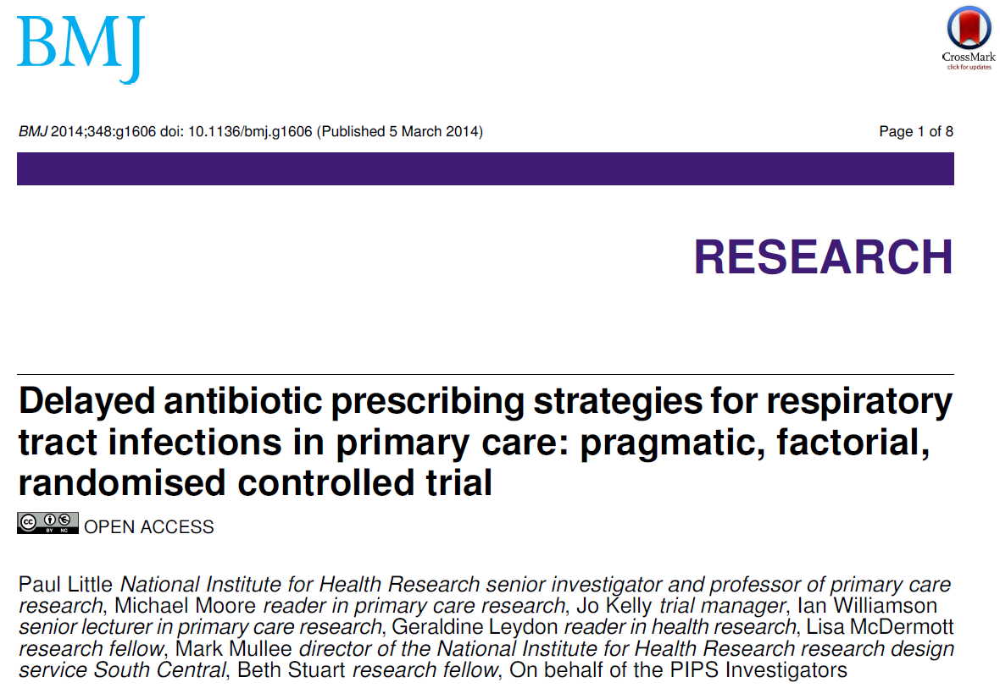 BMJ
CrossMark
click for updates
BMJ 2014;348:g1606 doi: 10.1136/bmj.g1606 (Published 5 March 2014)
Page 1 of 8
RESEARCH
Delayed antibiotic prescribing strategies for respiratory
tract infections in primary care: pragmatic, factorial,
randomised controlled trial
cc BY NC OPEN ACCESS
Paul Little National Institute for Health Research senior investigator and professor of primary care
research, Michael Moore reader in primary care research, Jo Kelly trial manager, Ian Williamson
senior lecturer in primary care research, Geraldine Leydon reader in health research, Lisa McDermott
research fellow, Mark Mullee director of the National Institute for Health Research research design
service South Central, Beth Stuart research fellow, On behalf of the PIPS Investigators